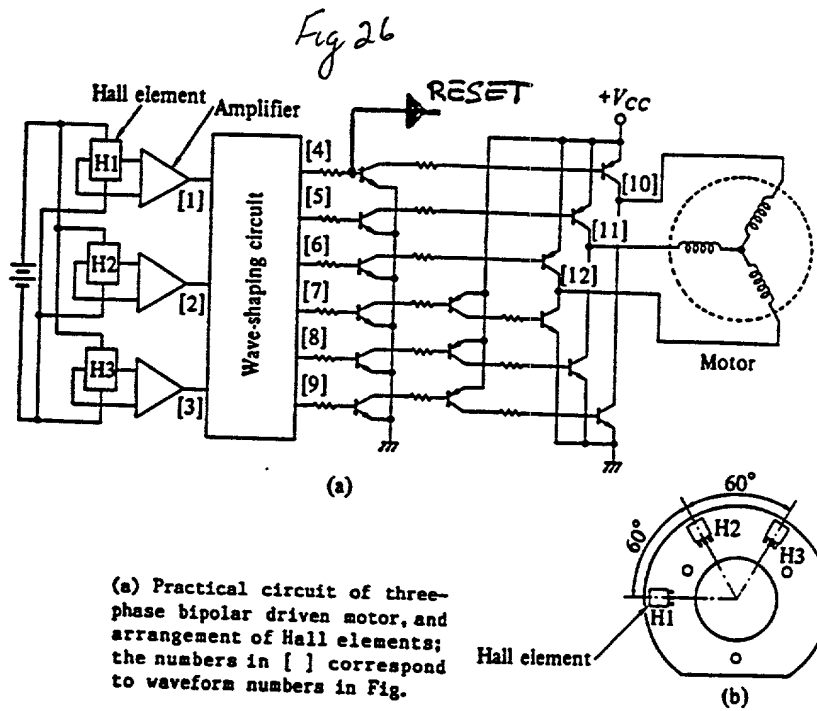 Fig 26
RESET
Hall element
Amplifier
+VCC
H1
[1]
[4]
[10]
[5]
[11]
[6]
H2
[2]
[12]
[7]
Wave-shaping circuit
[8]
Motor
H3
[3]
[9]
(a)
60°
60°
H2
H3
H1
Hall element
(b)
(a) Practical circuit of three-
phase bipolar driven motor, and
arrangement of Hall elements;
the numbers in [ ] correspond
to waveform numbers in Fig.